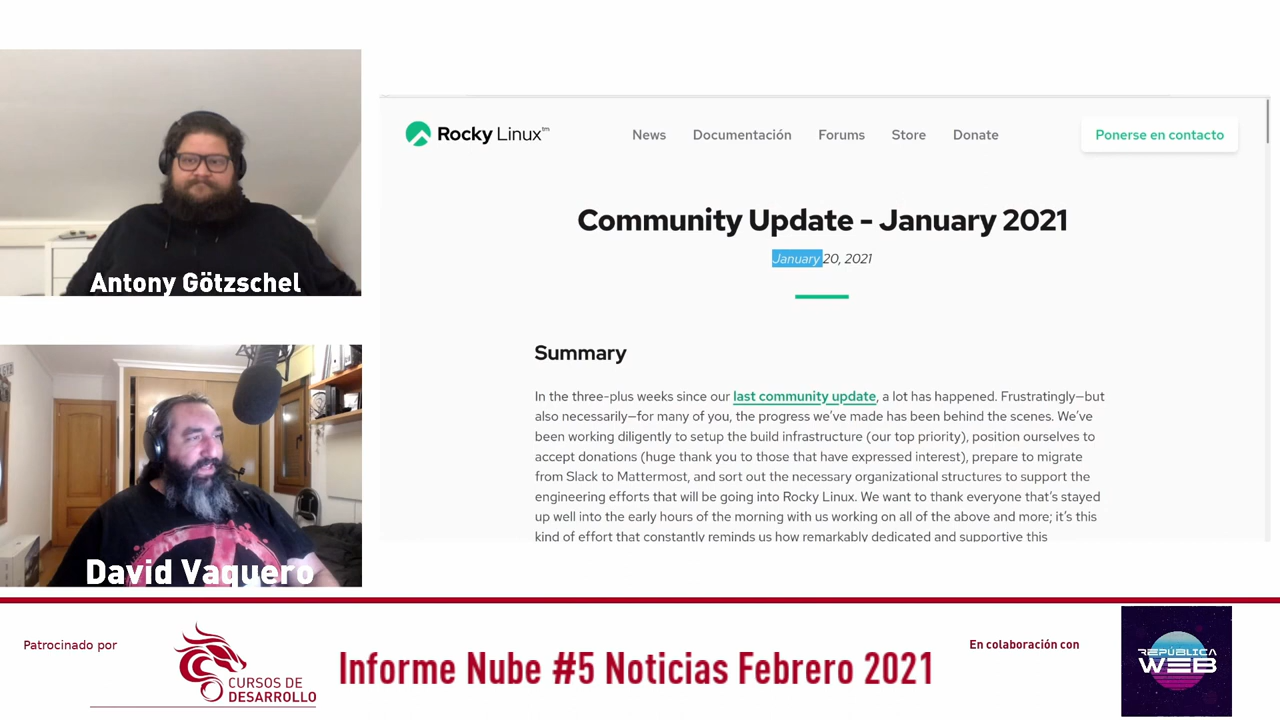 Antony Götzschel
David Vaquero
Rocky Linux™
News Documentación Forums Store Donate
Ponerse en contacto
Community Update - January 2021
January 20, 2021
Summary
In the three-plus weeks since our last community update, a lot has happened. Frustratingly—but
also necessarily—for many of you, the progress we've made has been behind the scenes. We've
been working diligently to setup the build infrastructure (our top priority), position ourselves to
accept donations (huge thank you to those that have expressed interest), prepare to migrate
from Slack to Mattermost, and sort out the necessary organizational structures to support the
engineering efforts that will be going into Rocky Linux. We want to thank everyone that's stayed
up well into the early hours of the morning with us working on all of the above and more; it's this
kind of effort that constantly reminds us how remarkably dedicated and supportive this
Patrocinado por
CURSOS DE
DESARROLLO
Informe Nube #5 Noticias Febrero 2021
En colaboración con
REPÚBLICA
WEB